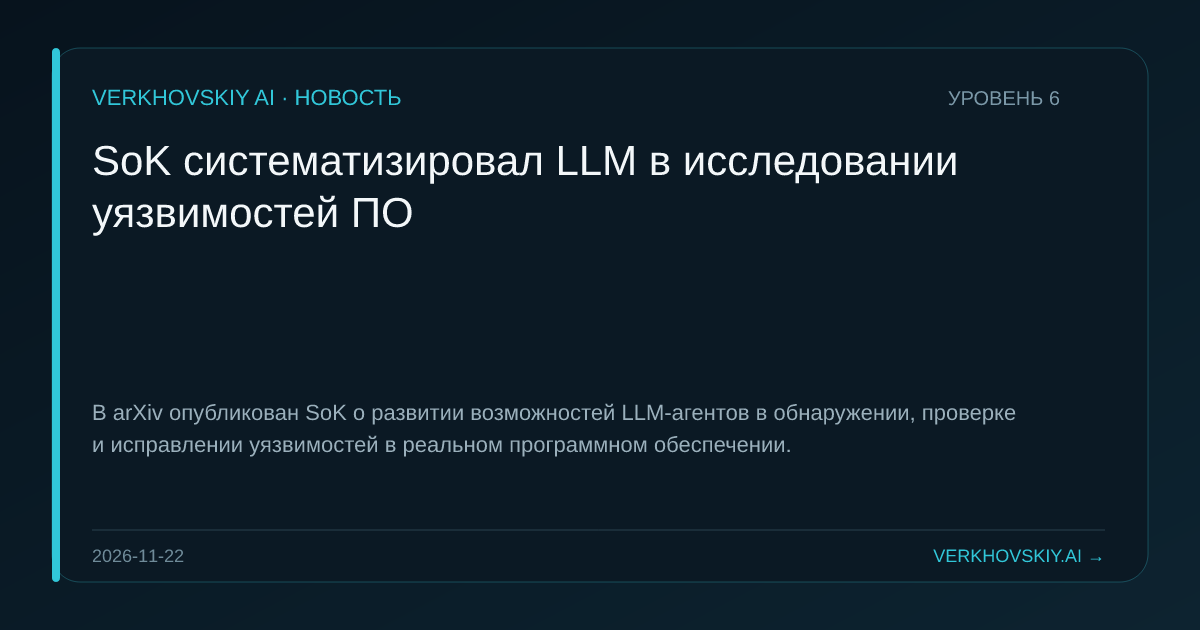 VERKHOVSKIY AI · НОВОСТЬ
УРОВЕНЬ 6
SoK систематизировал LLM в исследовании
уязвимостей ПО
В arXiv опубликован SoK о развитии возможностей LLM-агентов в обнаружении, проверке
и исправлении уязвимостей в реальном программном обеспечении.
2026-11-22
VERKHOVSKIY.AI →